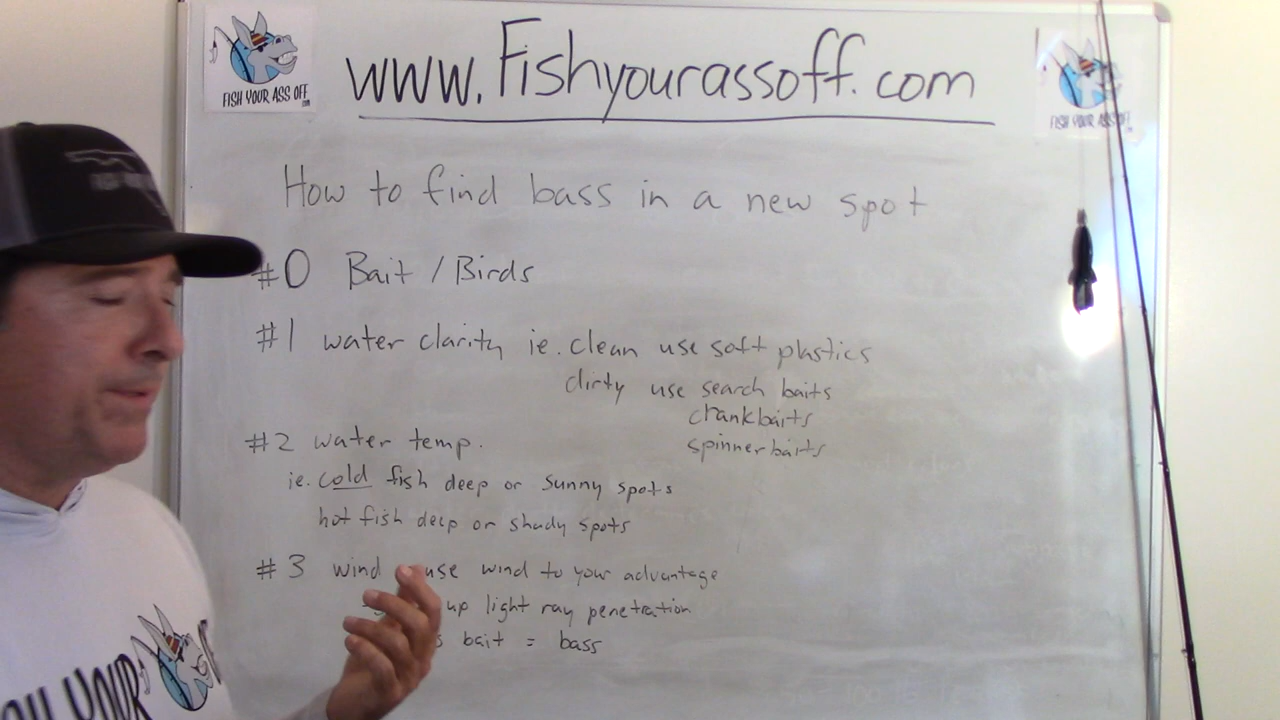 www.Fishyourassoff.com
FISH YOUR ASS OFF
.com
FISH YOUR ASS OFF
How to find bass in a new spot
#0 Bait / Birds
#1 water clarity ie. clean use soft plastics
dirty use search baits
crankbaits
spinnerbaits
#2 water temp.
ie. cold fish deep or sunny spots
hot fish deep or shady spots
#3 wind use wind to your advantage
up light ray penetration
bait = bass
YOUR